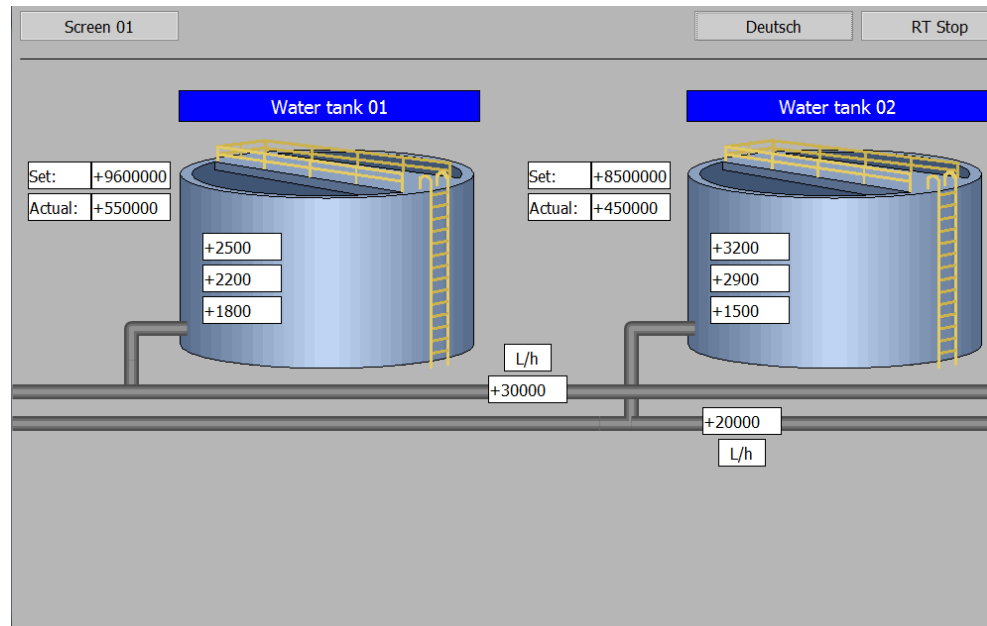 Screen 01
Deutsch
RT Stop
Water tank 01
Water tank 02
Set: +9600000
Actual: +550000
Set: +8500000
Actual: +450000
+2500
+2200
+1800
+3200
+2900
+1500
L/h
+30000
+20000
L/h